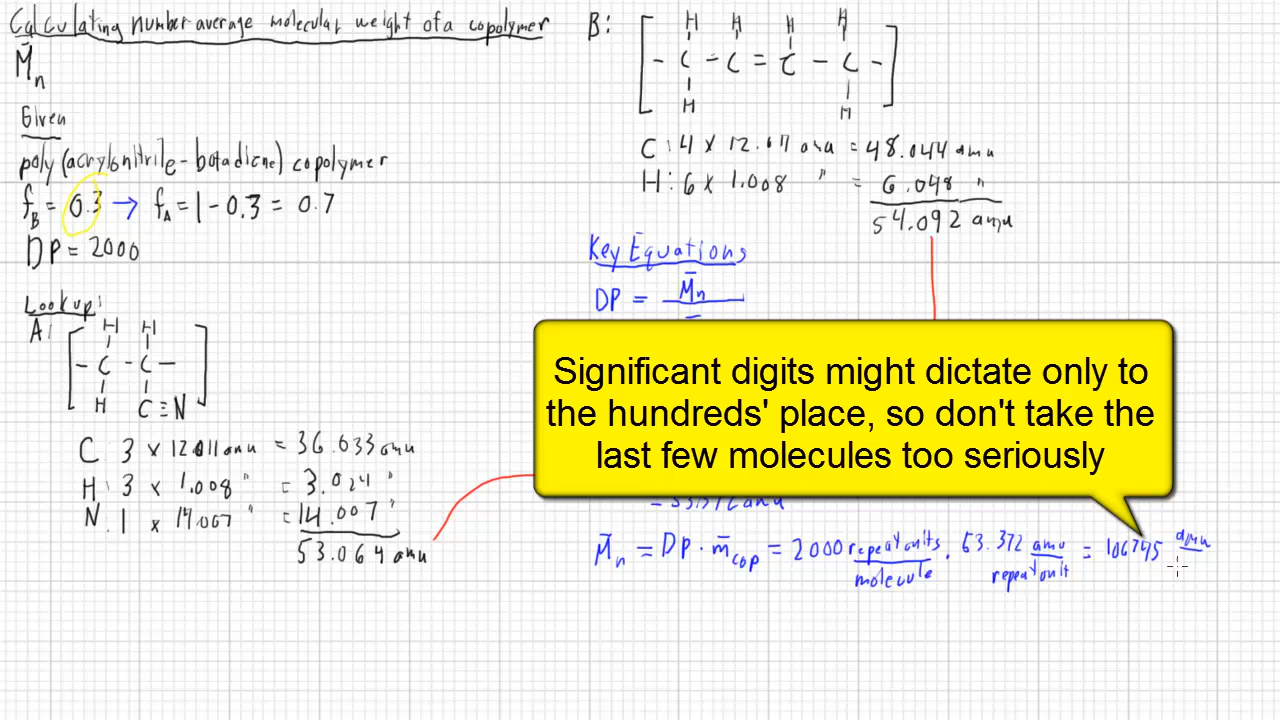 Calculating number average molecular weight of a copolymer
M̄n
Given
poly (acrylonitrile-botadiene) copolymer
fB = 0.3 → fA = 1 - 0.3 = 0.7
DP = 2000
Lookup:
A:
H H
- C - C -
H C≡N
C 3 x 12.011 amu = 36.033 amu
H: 3 x 1.008 " = 3.024 "
N. 1 x 14.007 " = 14.007 "
53.064 amu
B:
H H H H
- C - C = C - C -
H H
C: 4 x 12.011 amu = 48.044 amu
H: 6 x 1.008 " = 6.048 "
54.092 amu
Key Equations
DP = M̄n
Significant digits might dictate only to
the hundreds' place, so don't take the
last few molecules too seriously
M̄n = DP · m̄cop = 2000 repeat units / molecule · 53.372 amu / repeat unit = 106745 amu